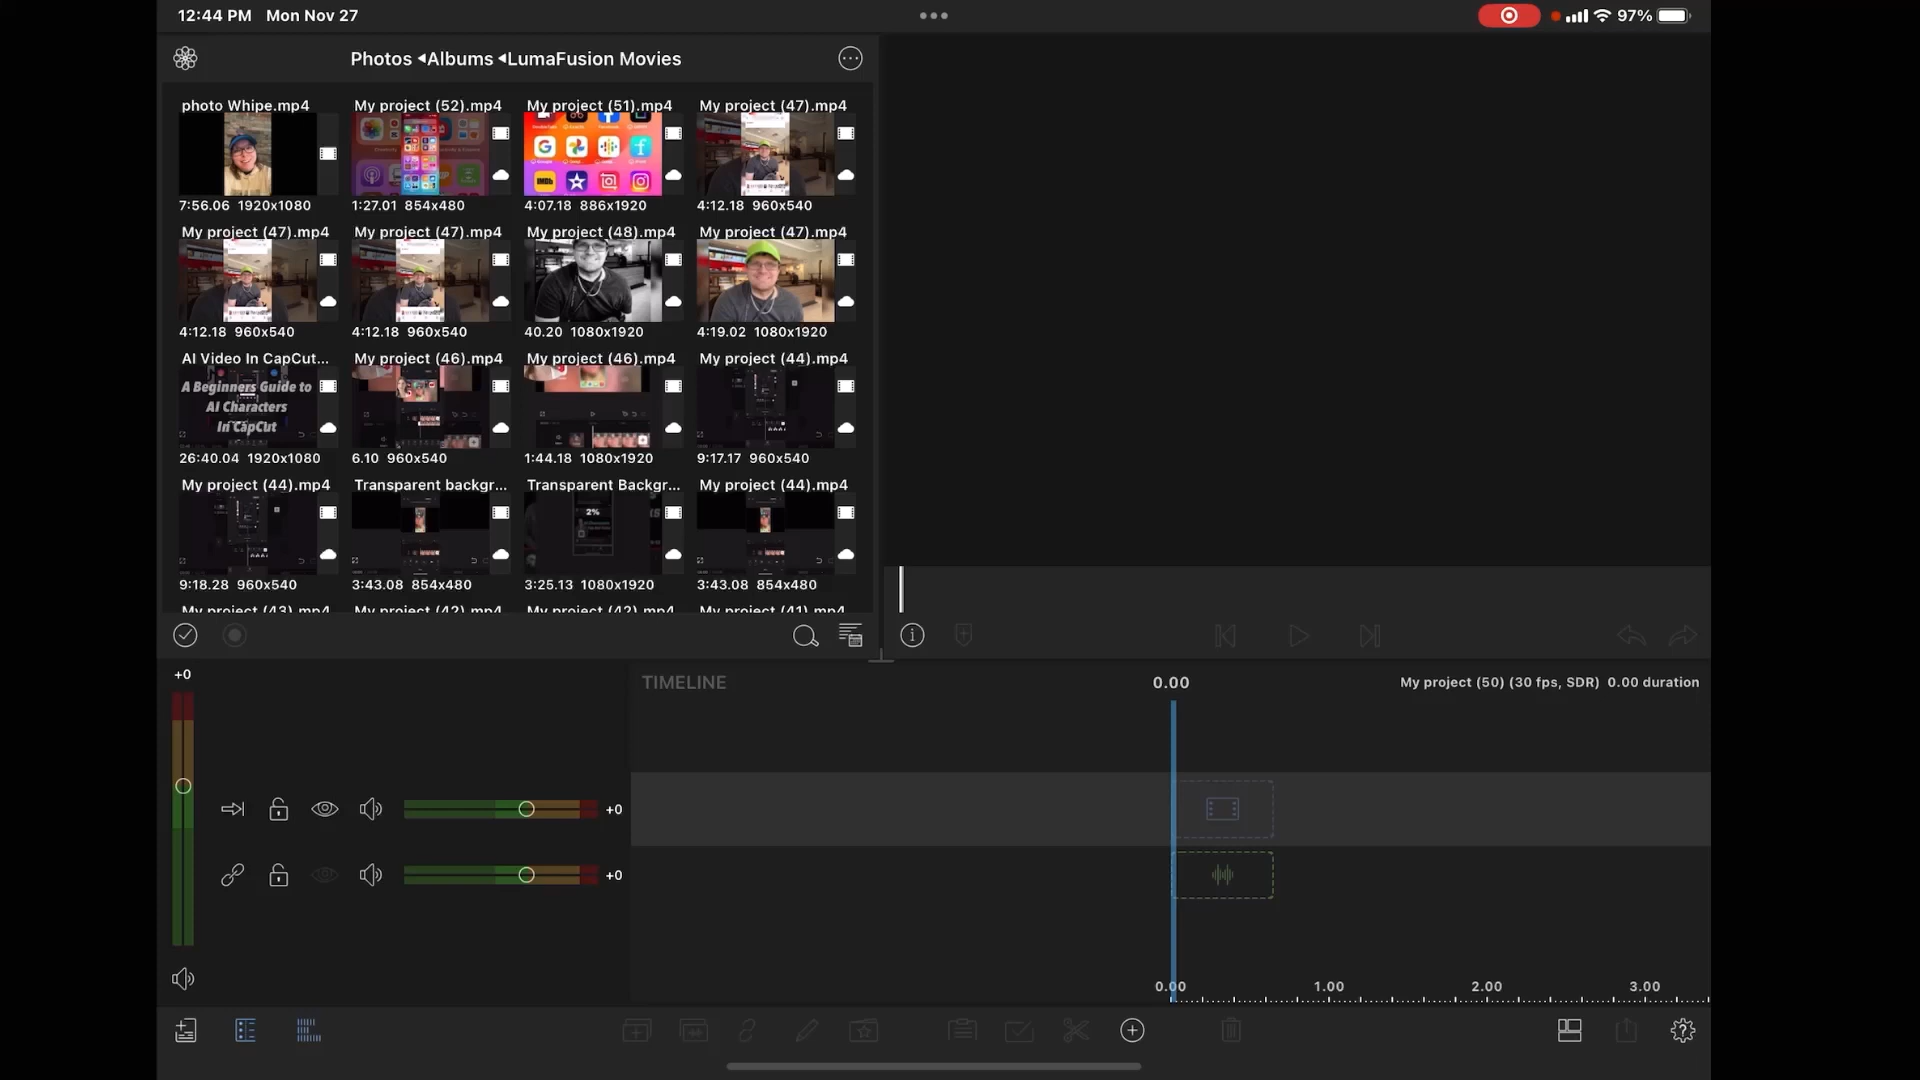 12:44 PM Mon Nov 27
97%
Photos ◂Albums ◂LumaFusion Movies
photo Whipe.mp4 My project (52).mp4 My project (51).mp4 My project (47).mp4
7:56.06 1920x1080 1:27.01 854x480 4:07.18 886x1920 4:12.18 960x540
My project (47).mp4 My project (47).mp4 My project (48).mp4 My project (47).mp4
4:12.18 960x540 4:12.18 960x540 40.20 1080x1920 4:19.02 1080x1920
AI Video In CapCut... My project (46).mp4 My project (46).mp4 My project (44).mp4
A Beginners Guide to
AI Characters
In CapCut
26:40.04 1920x1080 6.10 960x540 1:44.18 1080x1920 9:17.17 960x540
My project (44).mp4 Transparent backgr... Transparent Backgr... My project (44).mp4
2%
9:18.28 960x540 3:43.08 854x480 3:25.13 1080x1920 3:43.08 854x480
My project (43).mp4 My project (42).mp4 My project (42).mp4 My project (41).mp4
+0
TIMELINE 0.00 My project (50) (30 fps, SDR) 0.00 duration
+0
+0
0.00 1.00 2.00 3.00